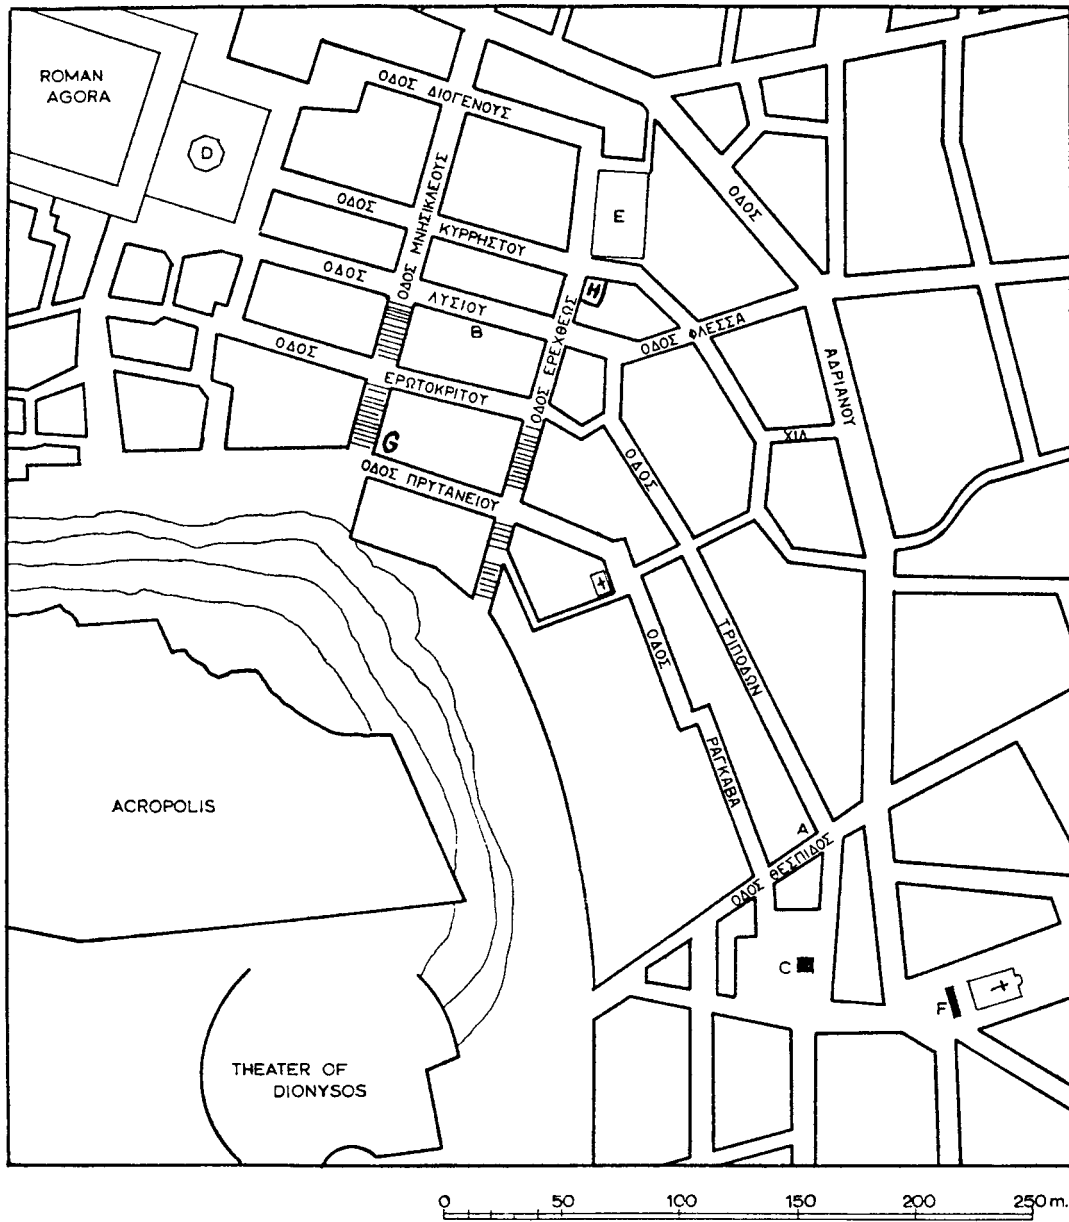 ROMAN
AGORA
D
ΟΔΟΣ ΔΙΟΓΕΝΟΥΣ
ΟΔΟΣ ΜΝΗΣΙΚΛΕΟΥΣ
ΟΔΟΣ
ΟΔΟΣ ΚΥΡΡΗΣΤΟΥ
E
H
ΟΔΟΣ ΛΥΣΙΟΥ
B
ΟΔΟΣ ΕΡΕΧΘΕΩΣ
ΟΔΟΣ ΦΛΕΣΣΑ
ΑΔΡΙΑΝΟΥ
ΟΔΟΣ ΕΡΩΤΟΚΡΙΤΟΥ
G
ΧΙΛ
ΟΔΟΣ ΠΡΥΤΑΝΕΙΟΥ
ΟΔΟΣ ΤΡΙΠΟΔΩΝ
ΟΔΟΣ ΡΑΓΚΑΒΑ
ACROPOLIS
A
ΟΔΟΣ ΘΕΣΠΙΔΟΣ
C
F
THEATER OF
DIONYSOS
0 50 100 150 200 250 m.